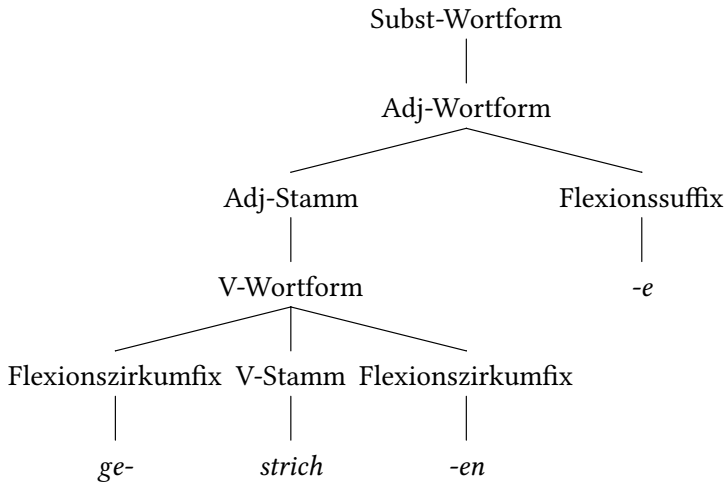 Subst-Wortform
Adj-Wortform
Adj-Stamm Flexionssuffix
V-Wortform -e
Flexionszirkumfix V-Stamm Flexionszirkumfix
ge- strich -en